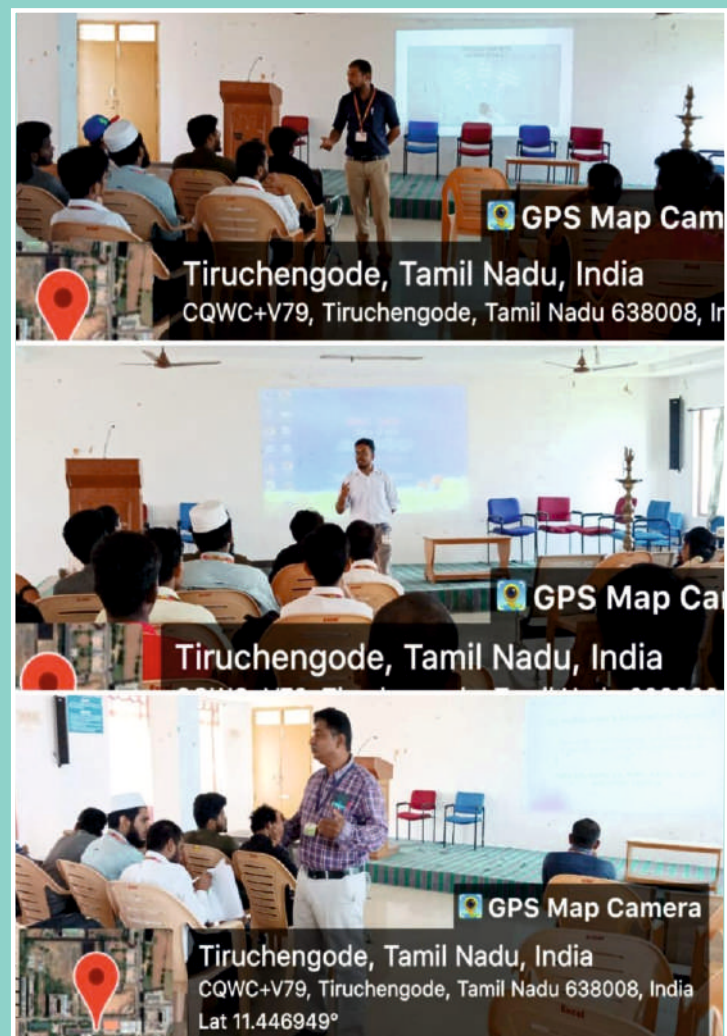 GPS Map Cam
Tiruchengode, Tamil Nadu, India
CQWC+V79, Tiruchengode, Tamil Nadu 638008, In
GPS Map Ca
Tiruchengode, Tamil Nadu, India
GPS Map Camera
Tiruchengode, Tamil Nadu, India
CQWC+V79, Tiruchengode, Tamil Nadu 638008, India
Lat 11.446949°
Excel